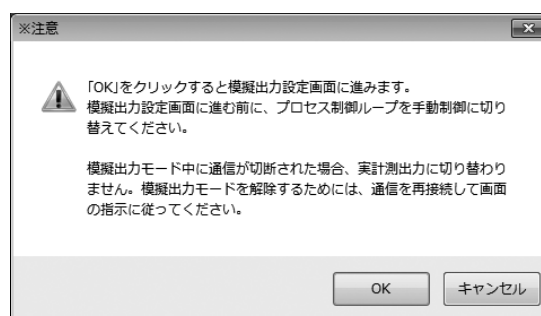 ※注意
「OK」をクリックすると模擬出力設定画面に進みます。
模擬出力設定画面に進む前に、プロセス制御ループを手動制御に切り
替えてください。
模擬出力モード中に通信が切断された場合、実計測出力に切り替わり
ません。模擬出力モードを解除するためには、通信を再接続して画面
の指示に従ってください。
OK
キャンセル